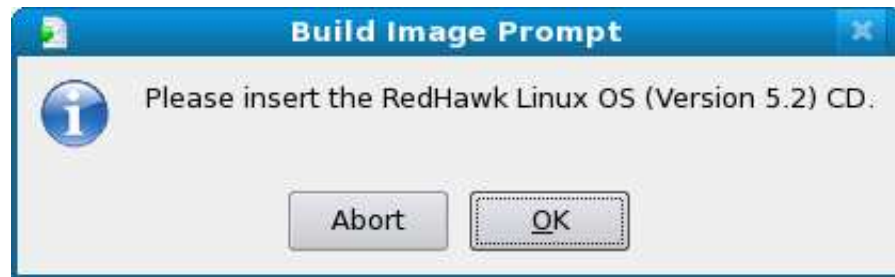 Build Image Prompt
Please insert the RedHawk Linux OS (Version 5.2) CD.
Abort
OK